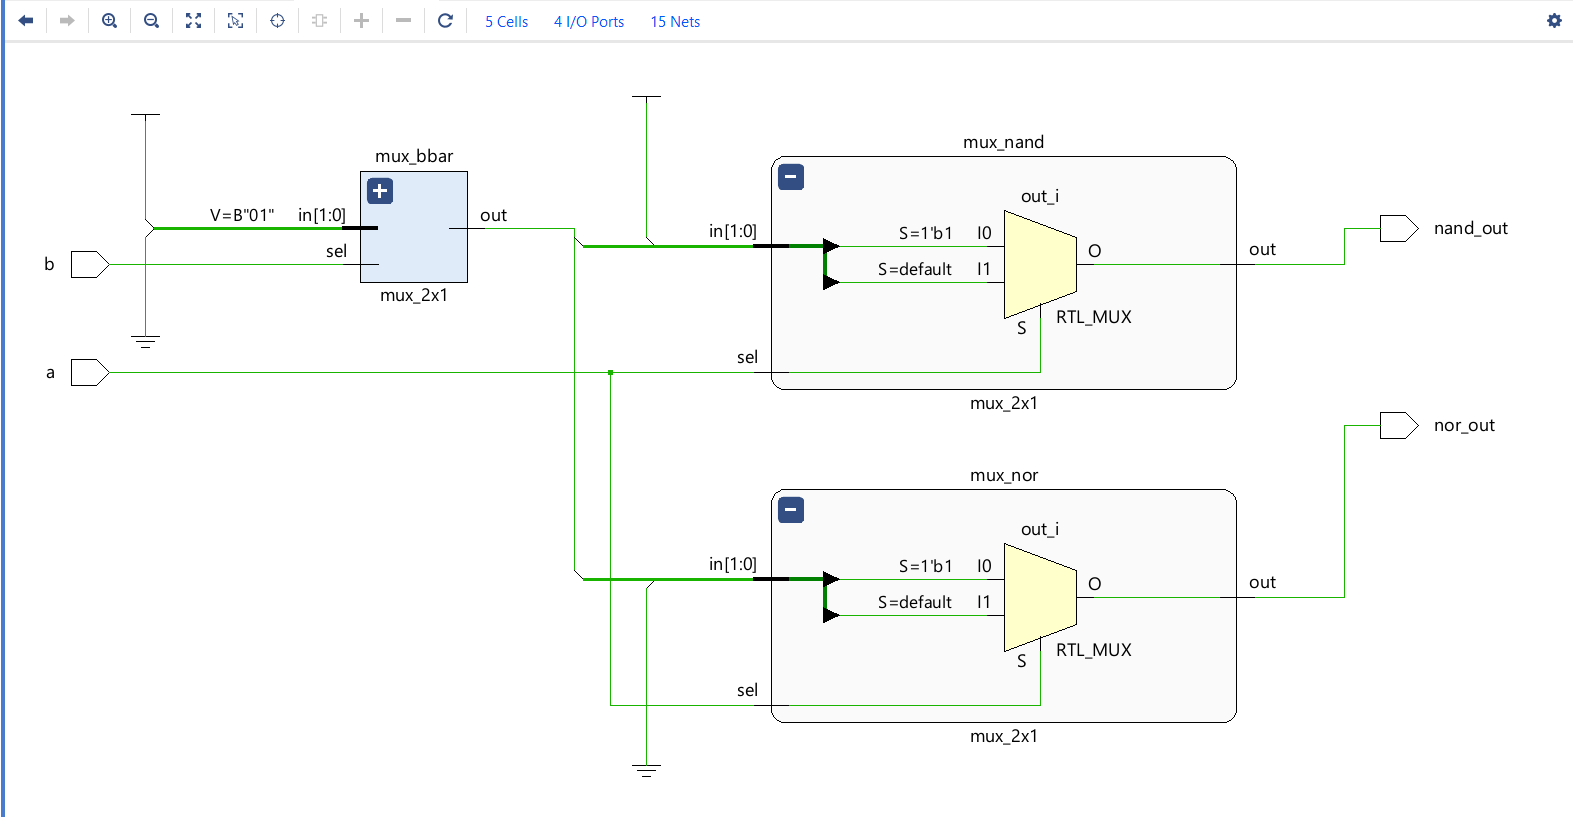 5 Cells 4 I/O Ports 15 Nets
mux_bbar
V=B"01" in[1:0] out
b sel
mux_2x1
a
mux_nand
out_i
in[1:0] S=1'b1 I0
S=default I1 O out
S RTL_MUX
sel
mux_2x1
nand_out
nor_out
mux_nor
out_i
in[1:0] S=1'b1 I0
S=default I1 O out
S RTL_MUX
sel
mux_2x1